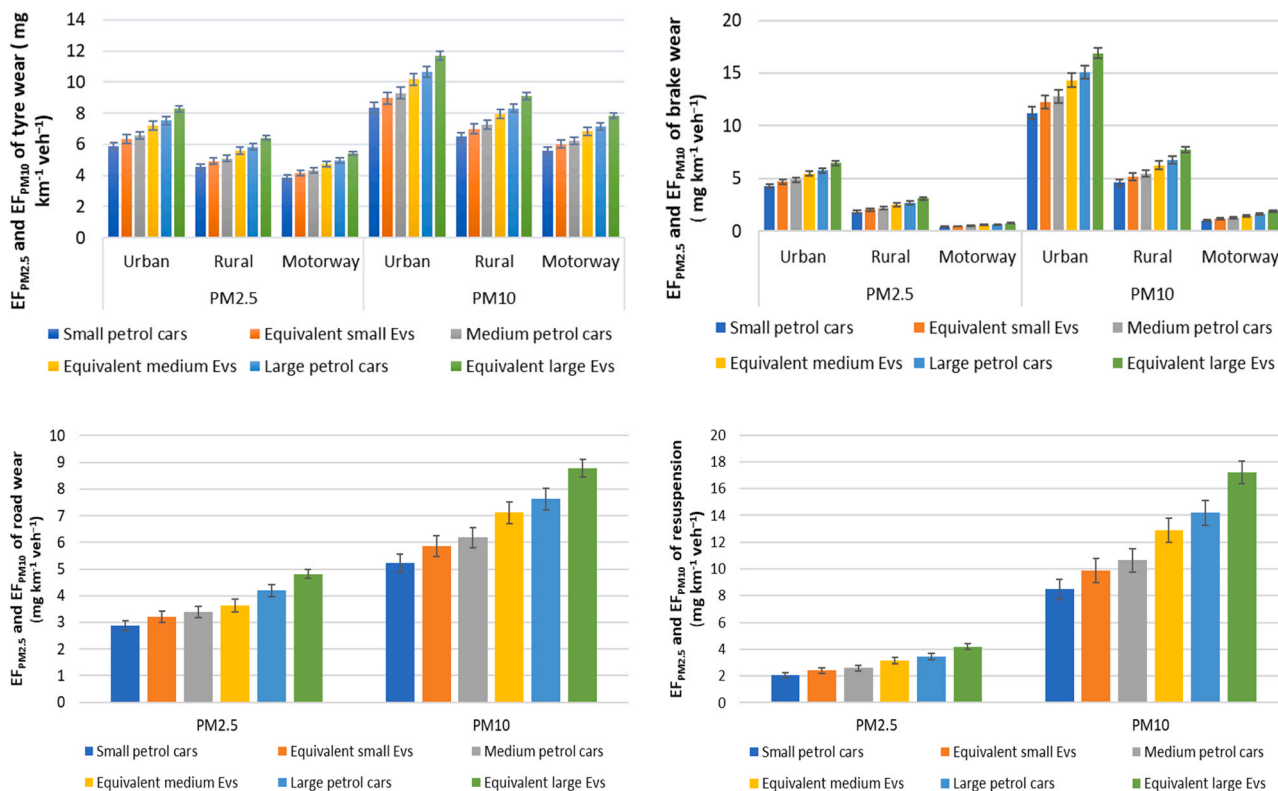 EF_PM2.5 and EF_PM10 of tyre wear ( mg
km⁻¹ veh⁻¹)
14
12
10
8
6
4
2
0
Urban Rural Motorway Urban Rural Motorway
PM2.5 PM10
Small petrol cars Equivalent small Evs Medium petrol cars
Equivalent medium Evs Large petrol cars Equivalent large Evs
EF_PM2.5 and EF_PM10 of brake wear
( mg km⁻¹ veh⁻¹)
20
15
10
5
0
Urban Rural Motorway Urban Rural Motorway
PM2.5 PM10
Small petrol cars Equivalent small EVs Medium petrol cars
Equivalent medium Evs Large petrol cars Equivalent large EVs
EF_PM2.5 and EF_PM10 of road wear
(mg km⁻¹ veh⁻¹)
10
9
8
7
6
5
4
3
2
1
0
PM2.5 PM10
Small petrol cars Equivalent small Evs Medium petrol cars
Equivalent medium Evs Large petrol cars Equivalent large Evs
EF_PM2.5 and EF_PM10 of resuspension
(mg km⁻¹ veh⁻¹)
20
18
16
14
12
10
8
6
4
2
0
PM2.5 PM10
Small petrol cars Equivalent small Evs Medium petrol cars
Equivalent medium Evs Large petrol cars Equivalent large Evs